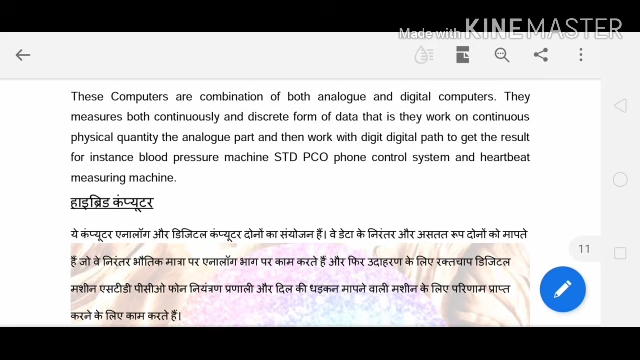 Made with KINEMASTER
These Computers are combination of both analogue and digital computers. They
measures both continuously and discrete form of data that is they work on continuous
physical quantity the analogue part and then work with digit digital path to get the result
for instance blood pressure machine STD PCO phone control system and heartbeat
measuring machine.
हाइब्रिड कंप्यूटर
ये कंप्यूटर एनालॉग और डिजिटल कंप्यूटर दोनों का संयोजन हैं। वे डेटा के निरंतर और असतत रूप दोनों को मापते
हैं जो वे निरंतर भौतिक मात्रा पर एनालॉग भाग पर काम करते हैं और फिर उदाहरण के लिए रक्तचाप डिजिटल
मशीन एसटीडी पीसीओ फोन नियंत्रण प्रणाली और दिल की धड़कन मापने वाली मशीन के लिए परिणाम प्राप्त
करने के लिए काम करते हैं।
11